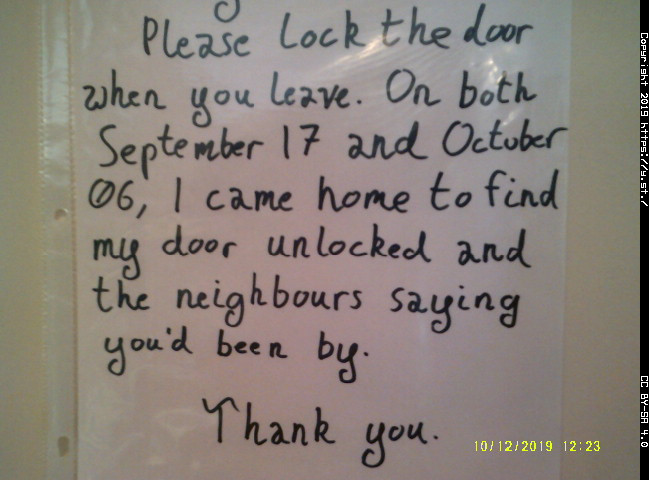 Please lock the door
when you leave. On both
September 17 and October
06, I came home to find
my door unlocked and
the neighbours saying
you'd been by.
Thank you.
10/12/2019 12:23
Copyright 2019 https://y.st./
CC BY-SA 4.0